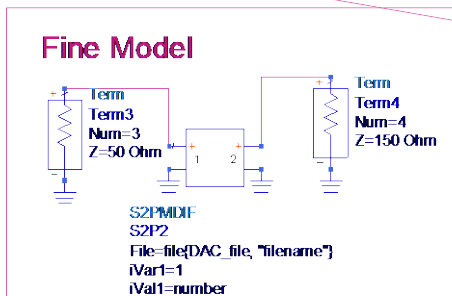 Fine Model
+
Term
Term3
Num=3
Z=50 Ohm
-
+
Term
Term4
Num=4
Z=150 Ohm
-
+ +
1 2
- -
S2PMDIF
S2P2
File=file{DAC_file, "filename"}
iVar1=1
iVal1=number